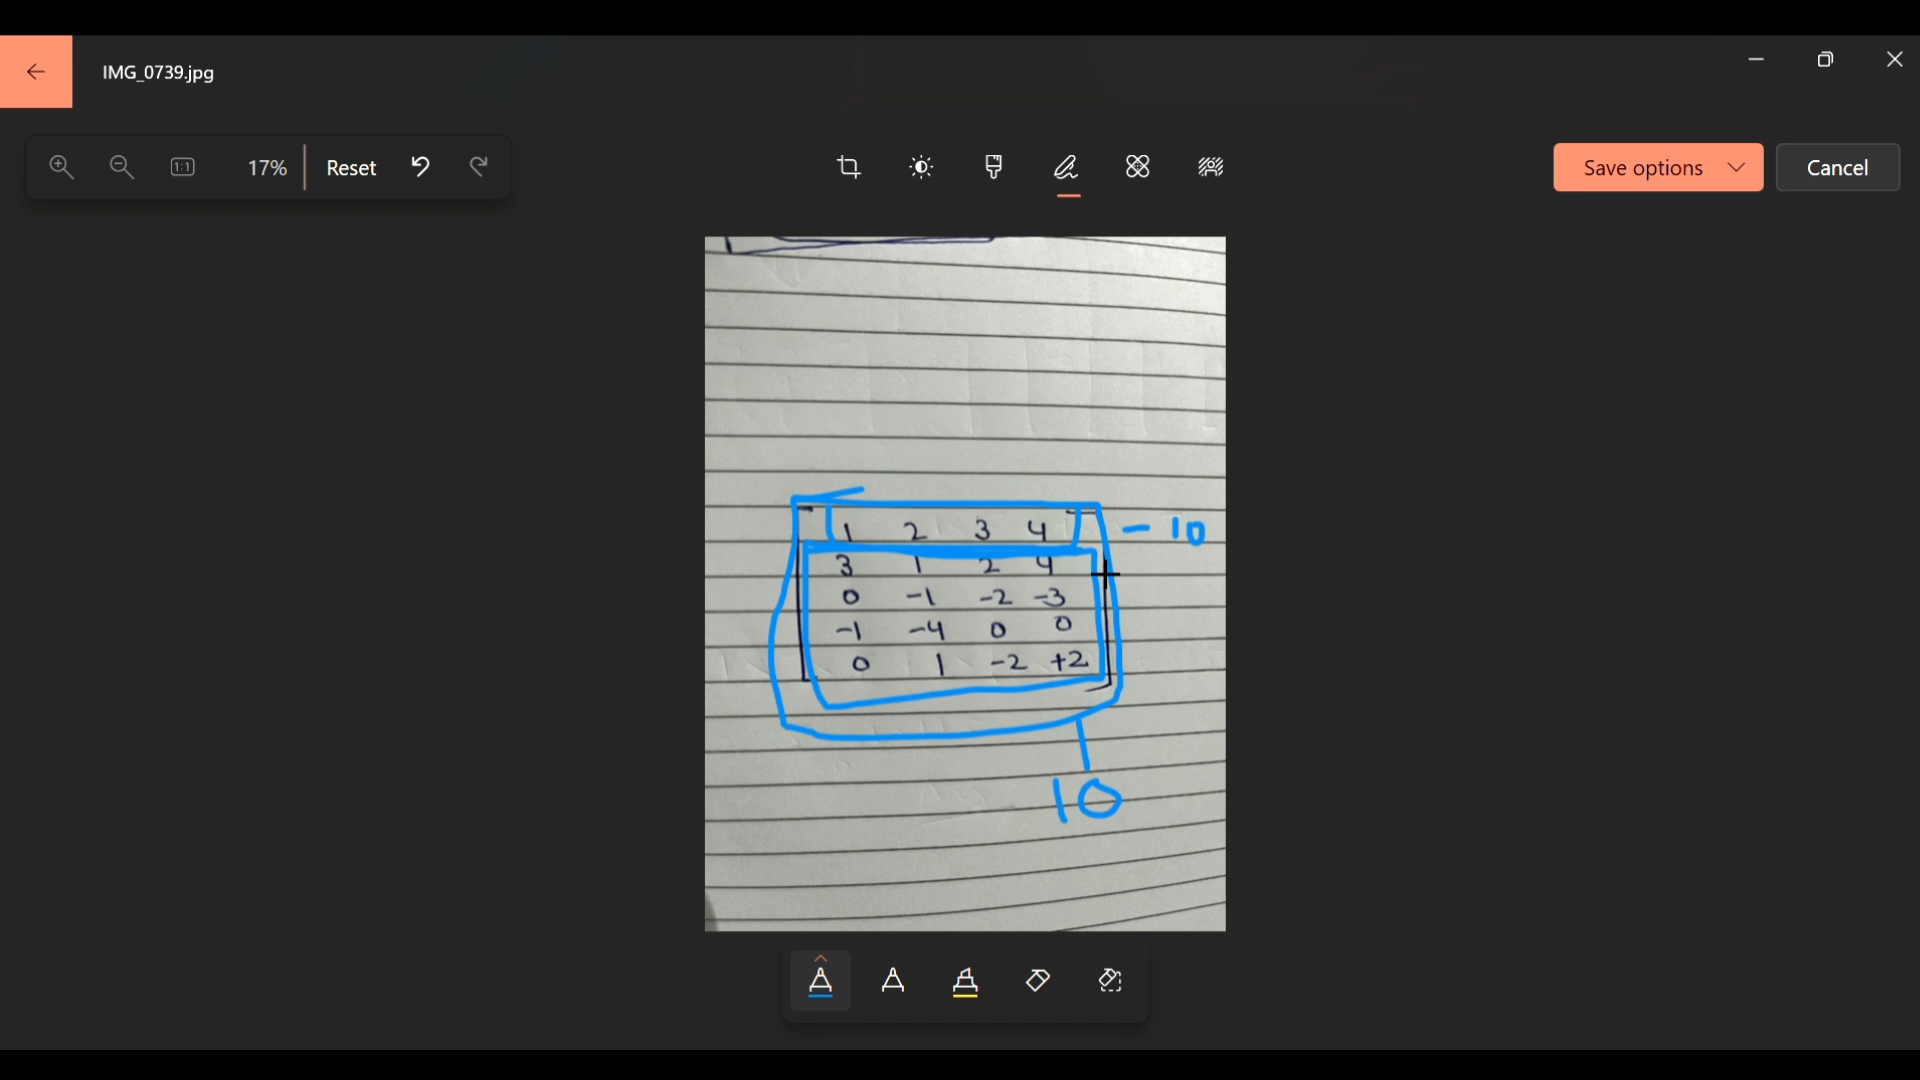 IMG_0739.jpg
17% Reset
Save options
Cancel
1 2 3 4 - 10
3 1 2 4
0 -1 -2 -3
-1 -4 0 0
0 1 -2 +2
10